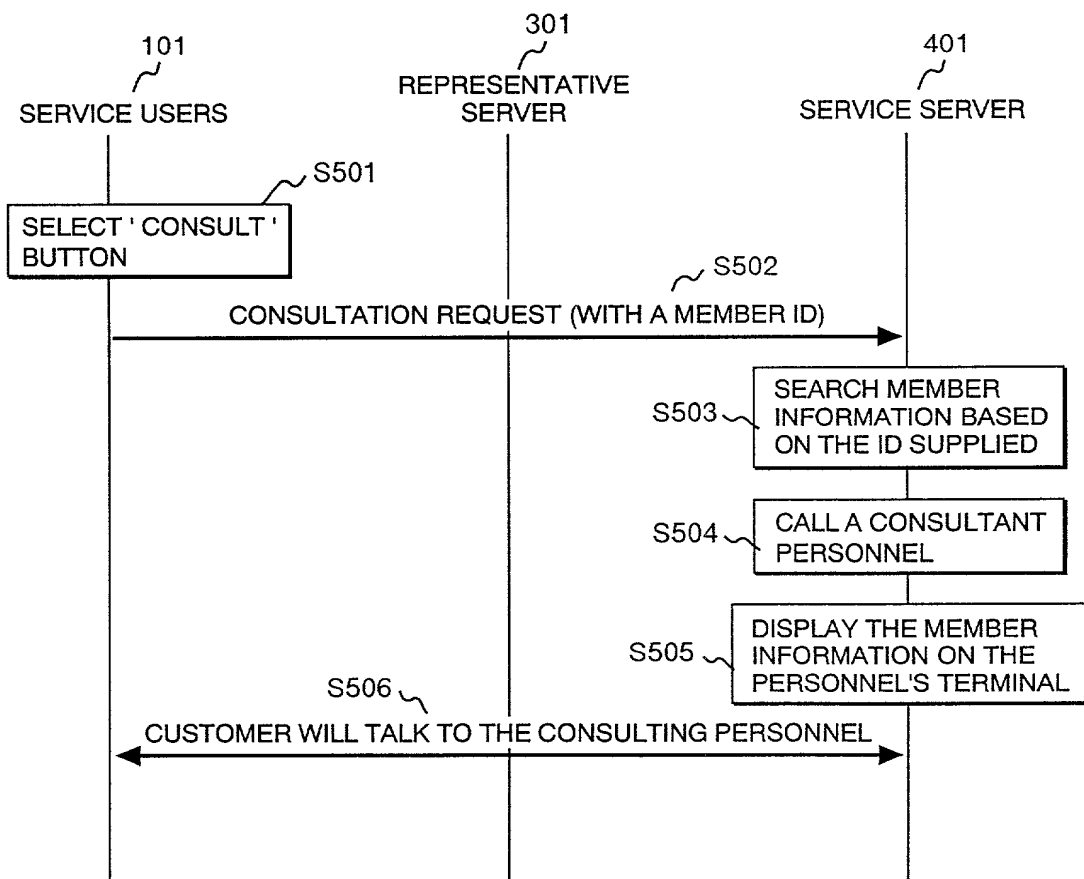 101
301
401
SERVICE USERS
REPRESENTATIVE
SERVER
SERVICE SERVER
S501
SELECT ' CONSULT '
BUTTON
S502
CONSULTATION REQUEST (WITH A MEMBER ID)
S503
SEARCH MEMBER
INFORMATION BASED
ON THE ID SUPPLIED
S504
CALL A CONSULTANT
PERSONNEL
S505
DISPLAY THE MEMBER
INFORMATION ON THE
PERSONNEL'S TERMINAL
S506
CUSTOMER WILL TALK TO THE CONSULTING PERSONNEL